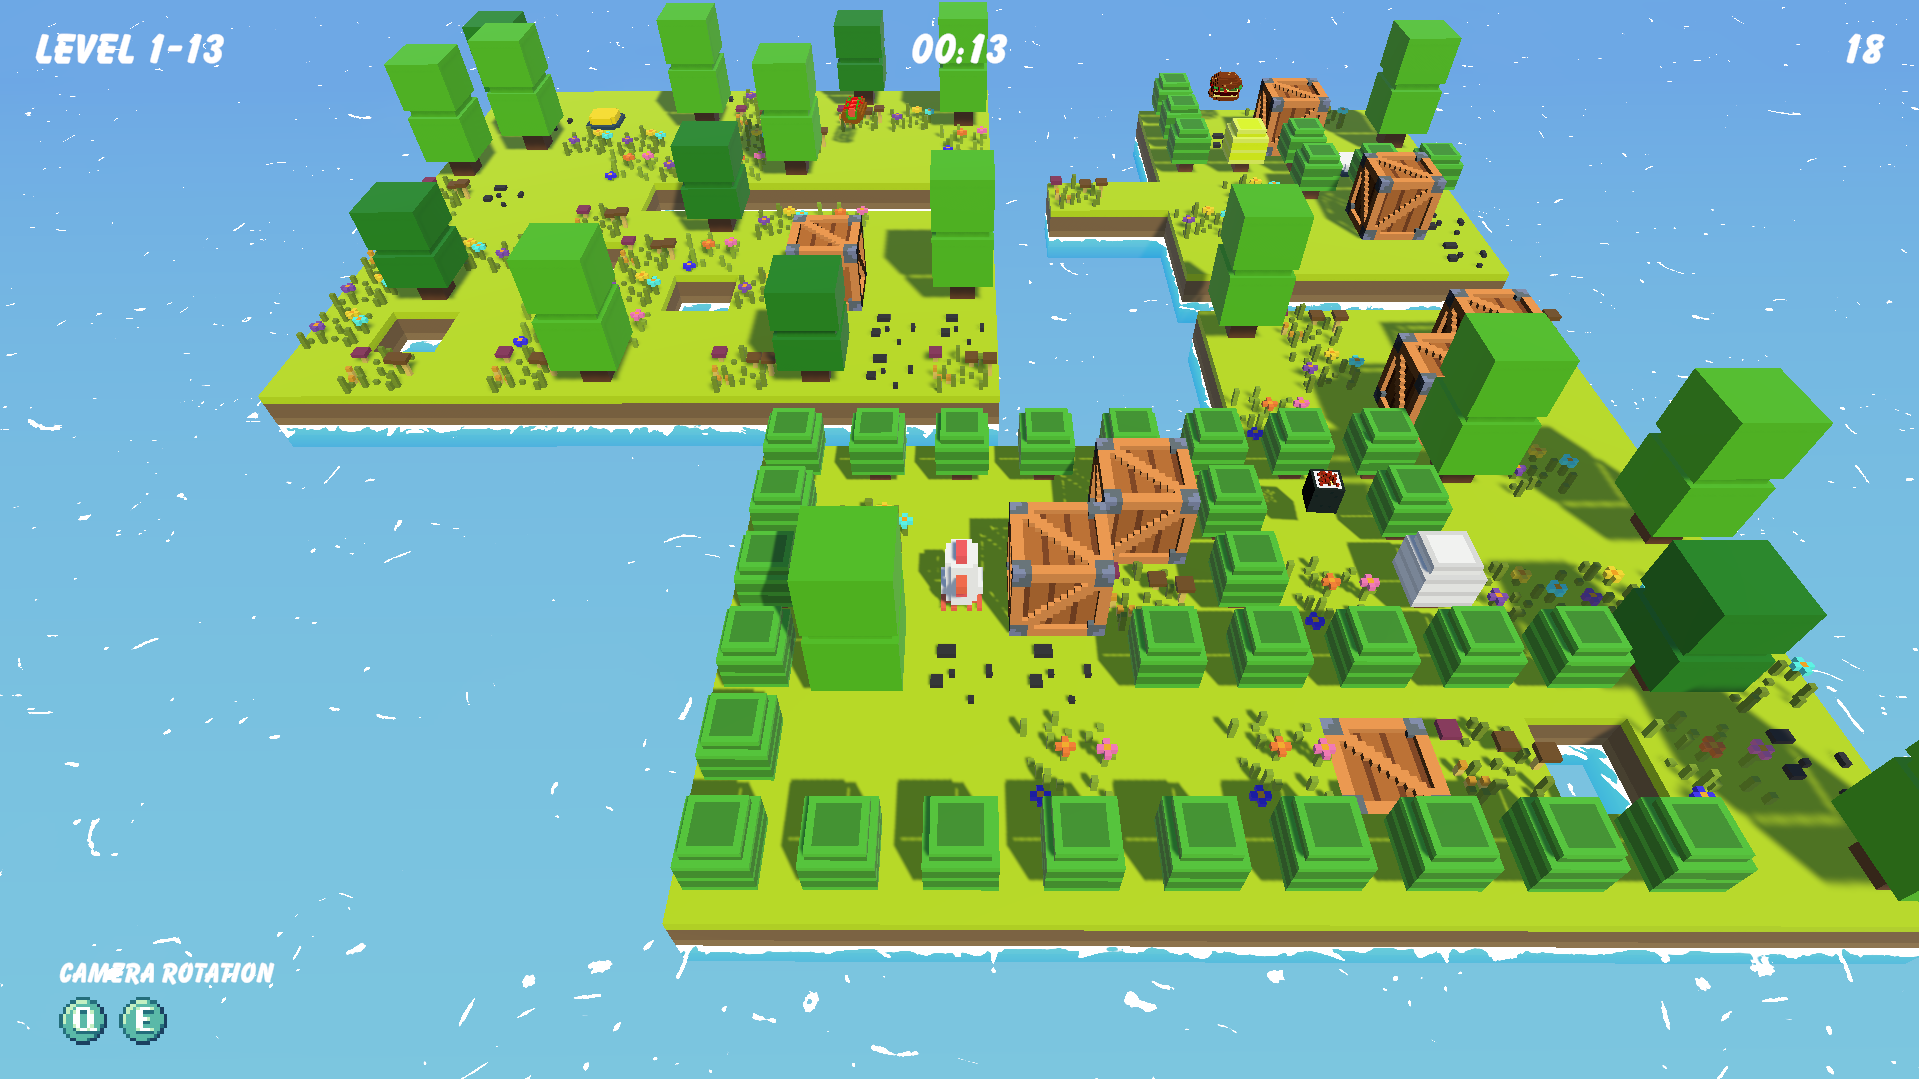 LEVEL 1-13
00:13
18
CAMERA ROTATION
Q E